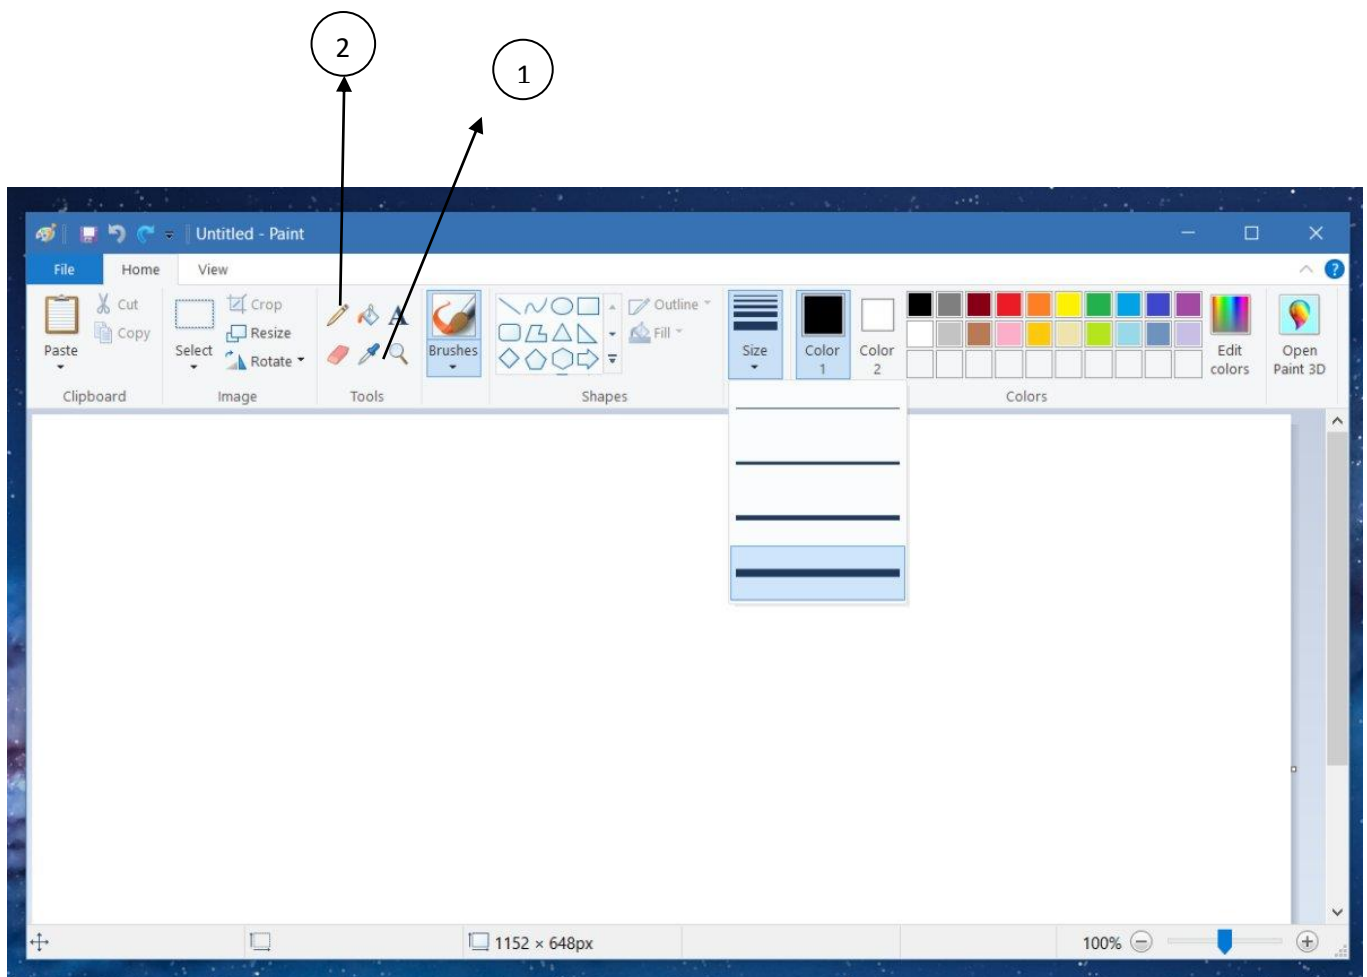 2
1
Untitled - Paint
File Home View
Paste
Cut
Copy
Clipboard
Select
Crop
Resize
Rotate
Image
A
Tools
Brushes
Outline
Fill
Shapes
Size
Color 1
Color 2
Edit colors
Colors
Open Paint 3D
?
1152 × 648px
100%